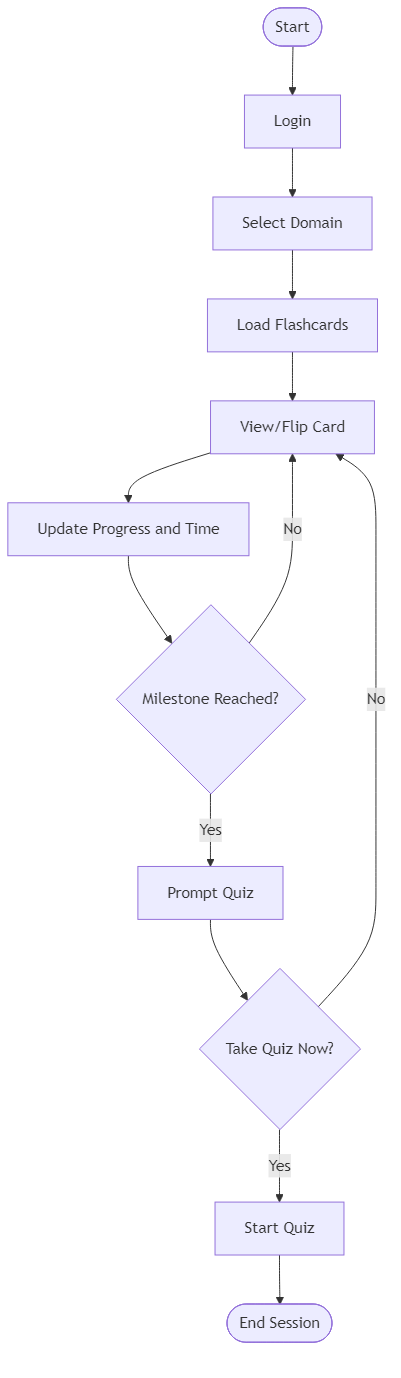 Start
Login
Select Domain
Load Flashcards
View/Flip Card
Update Progress and Time
No
Milestone Reached?
No
Yes
Prompt Quiz
Take Quiz Now?
Yes
Start Quiz
End Session